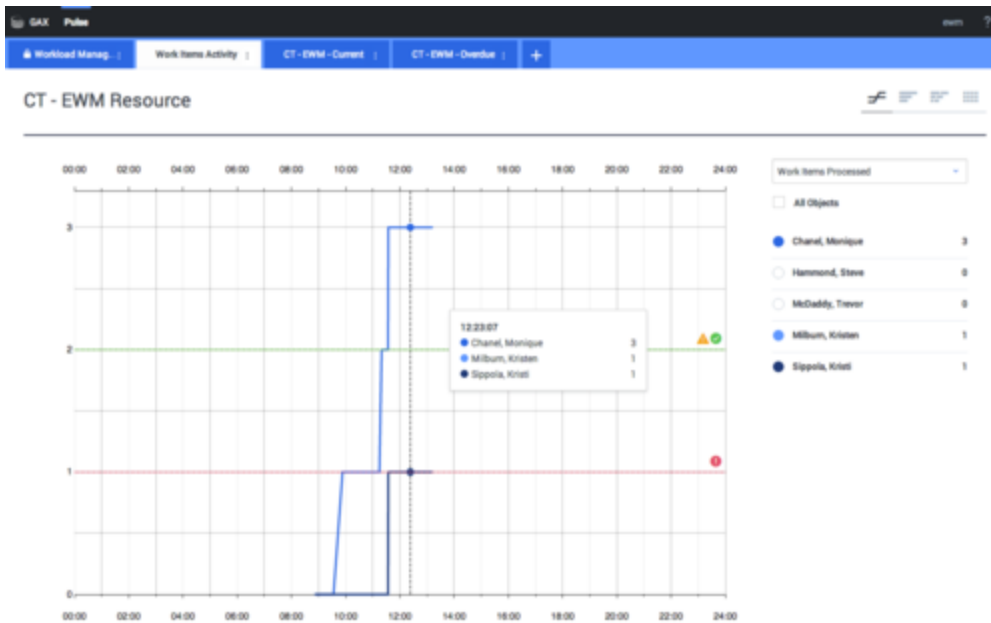 GAX Pulse ewm ?
Workload Manag.. Work Items Activity CT - EWM - Current CT - EWM - Overdue +
CT - EWM Resource
00:00 02:00 04:00 06:00 08:00 10:00 12:00 14:00 16:00 18:00 20:00 22:00 24:00
Work Items Processed
All Objects
3
Chanel, Monique 3
Hammond, Steve 0
McDaddy, Trevor 0
12:23:07
Chanel, Monique 3
Milburn, Kristen 1
Sippola, Kristi 1
2
Milburn, Kristen 1
Sippola, Kristi 1
1
0
00:00 02:00 04:00 06:00 08:00 10:00 12:00 14:00 16:00 18:00 20:00 22:00 24:00